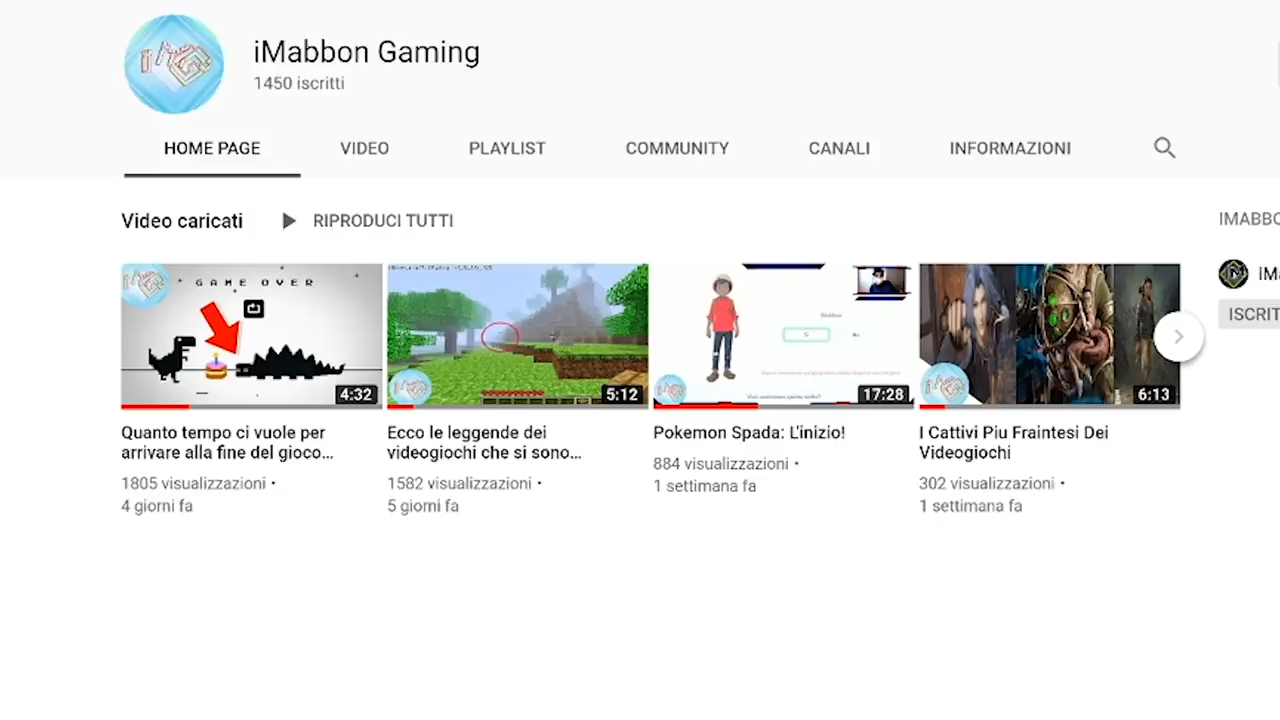 iMabbon Gaming
1450 iscritti
HOME PAGE
VIDEO
PLAYLIST
COMMUNITY
CANALI
INFORMAZIONI
Video caricati
RIPRODUCI TUTTI
IMABBO
iMa
ISCRIT
GAME OVER
4:32
5:12
17:28
6:13
Quanto tempo ci vuole per
arrivare alla fine del gioco...
1805 visualizzazioni •
4 giorni fa
Ecco le leggende dei
videogiochi che si sono...
1582 visualizzazioni •
5 giorni fa
Pokemon Spada: L'inizio!
884 visualizzazioni •
1 settimana fa
I Cattivi Piu Fraintesi Dei
Videogiochi
302 visualizzazioni •
1 settimana fa